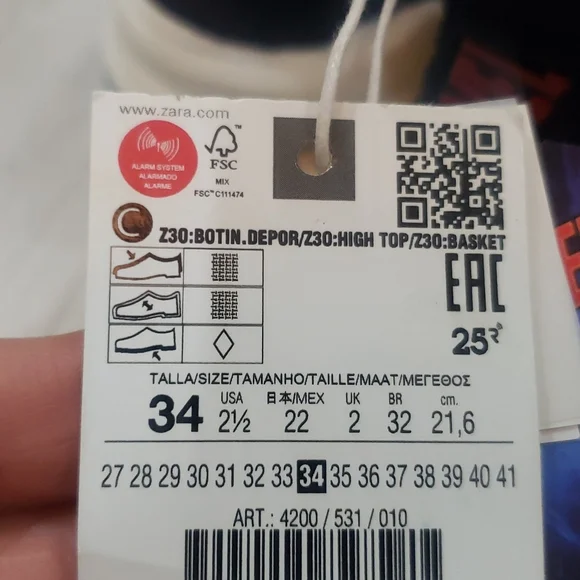 www.zara.com
ALARM SYSTEM
ALARMADO
ALARME
FSC
MIX
FSC™ C111474
Z30:BOTIN.DEPOR/Z30:HIGH TOP/Z30:BASKET
EAC
TALLA/SIZE/TAMANHO/TAILLE/MAAT/ΜΕΓΕΘΟΣ
34
USA 日本/MEX UK BR cm.
2½ 22 2 32 21,6
27 28 29 30 31 32 33 34 35 36 37 38 39 40 41
ART.: 4200 / 531 / 010